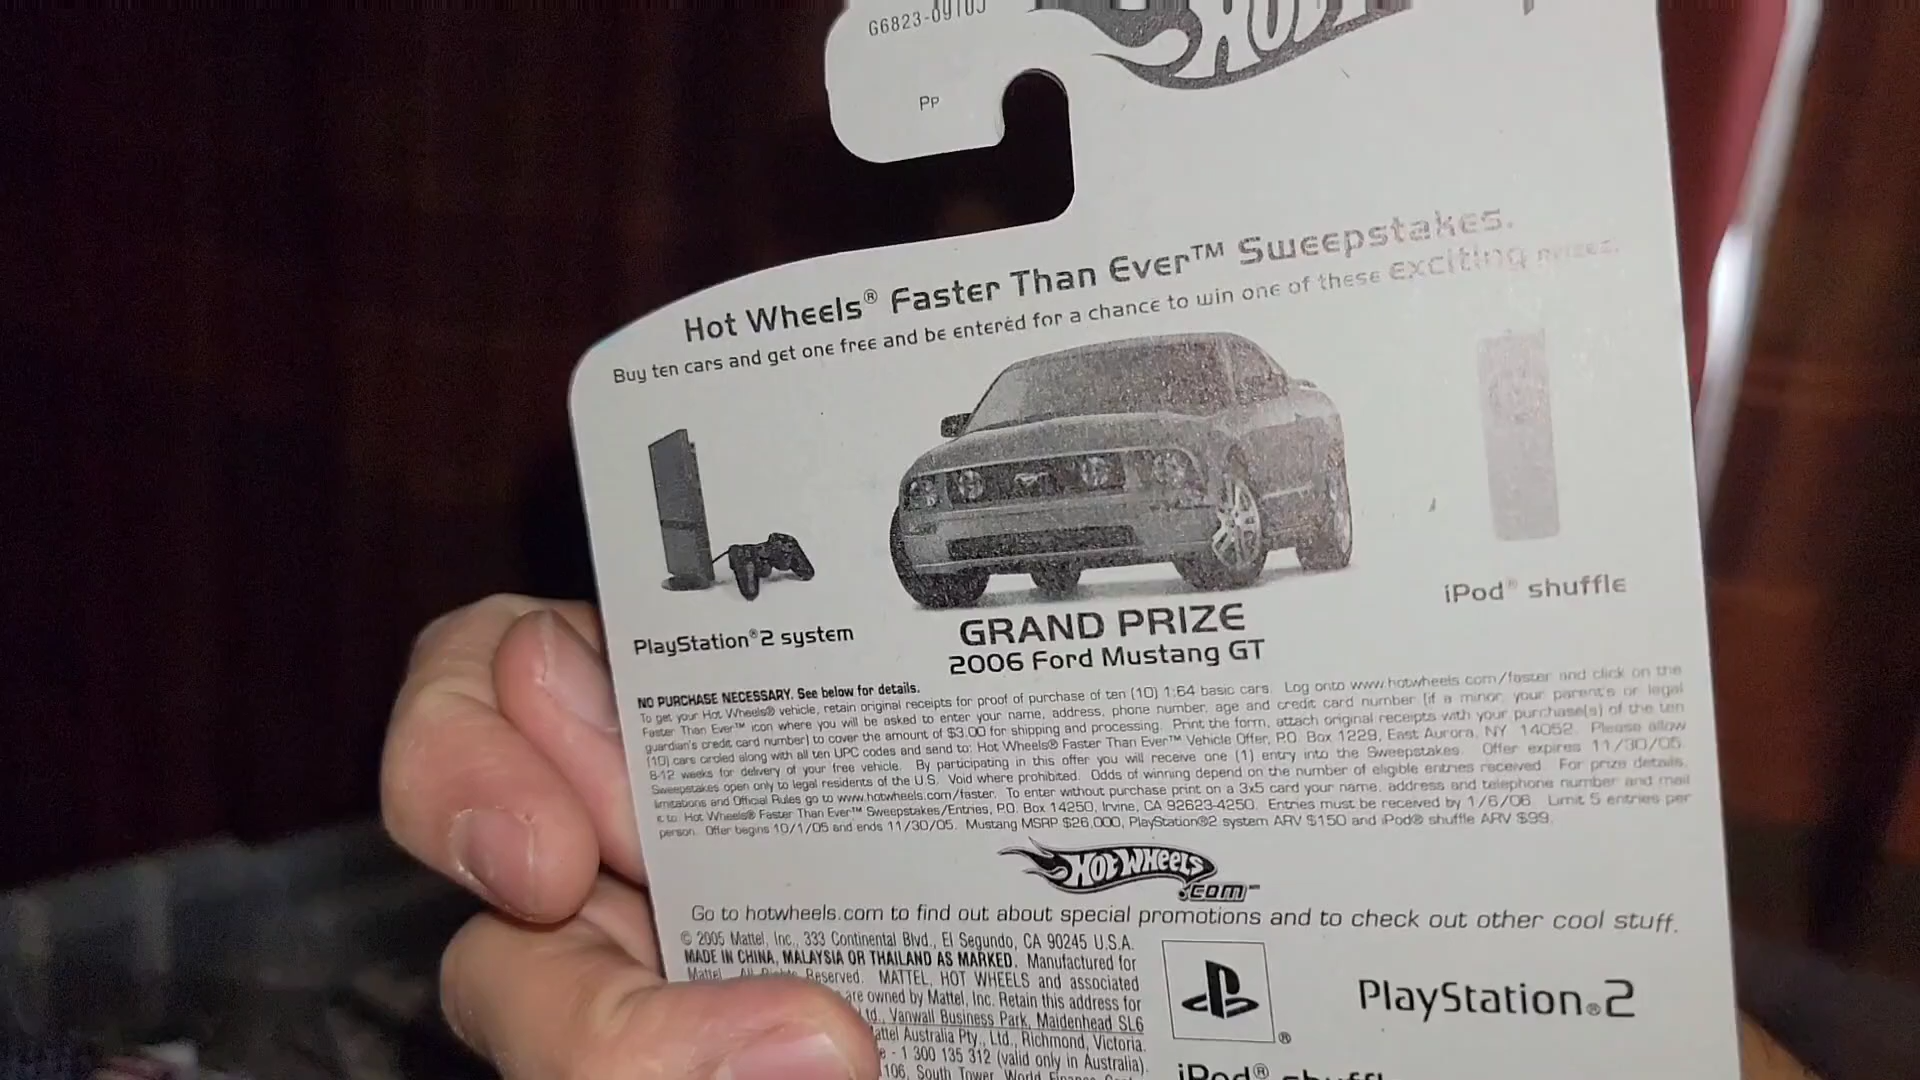 G6823-09105
HOT
PP
Hot Wheels® Faster Than Ever™ Sweepstakes.
Buy ten cars and get one free and be entered for a chance to win one of these exciting prizes.
PlayStation®2 system
GRAND PRIZE
2006 Ford Mustang GT
iPod® shuffle
NO PURCHASE NECESSARY. See below for details.
To get your Hot Wheels® vehicle, retain original receipts for proof of purchase of ten (10) 1:64 basic cars. Log onto www.hotwheels.com/faster and click on the
Faster Than Ever™ icon where you will be asked to enter your name, address, phone number, age and credit card number (if a minor, your parent's or legal
guardian's credit card number) to cover the amount of $3.00 for shipping and processing. Print the form, attach original receipts with your purchase(s) of the ten
(10) cars circled along with all ten UPC codes and send to: Hot Wheels® Faster Than Ever™ Vehicle Offer, P.O. Box 1229, East Aurora, NY 14052. Please allow
8-12 weeks for delivery of your free vehicle. By participating in this offer you will receive one (1) entry into the Sweepstakes. Offer expires 11/30/05.
Sweepstakes open only to legal residents of the U.S. Void where prohibited. Odds of winning depend on the number of eligible entries received. For prize details,
limitations and Official Rules go to www.hotwheels.com/faster. To enter without purchase print on a 3x5 card your name, address and telephone number and mail
it to: Hot Wheels® Faster Than Ever™ Sweepstakes/Entries, P.O. Box 14250, Irvine, CA 92623-4250. Entries must be received by 1/6/06. Limit 5 entries per
person. Offer begins 10/1/05 and ends 11/30/05. Mustang MSRP $26,000, PlayStation®2 system ARV $150 and iPod® shuffle ARV $99.
HOT WHEELS
.COM™
Go to hotwheels.com to find out about special promotions and to check out other cool stuff.
© 2005 Mattel, Inc., 333 Continental Blvd., El Segundo, CA 90245 U.S.A.
MADE IN CHINA, MALAYSIA OR THAILAND AS MARKED. Manufactured for
Mattel. All Rights Reserved. MATTEL, HOT WHEELS and associated
are owned by Mattel, Inc. Retain this address for
Ltd., Vanwall Business Park, Maidenhead SL6
Mattel Australia Pty., Ltd., Richmond, Victoria.
- 1 300 135 312 (valid only in Australia).
106, South Tower, World
PlayStation®2
iPod® shuffle